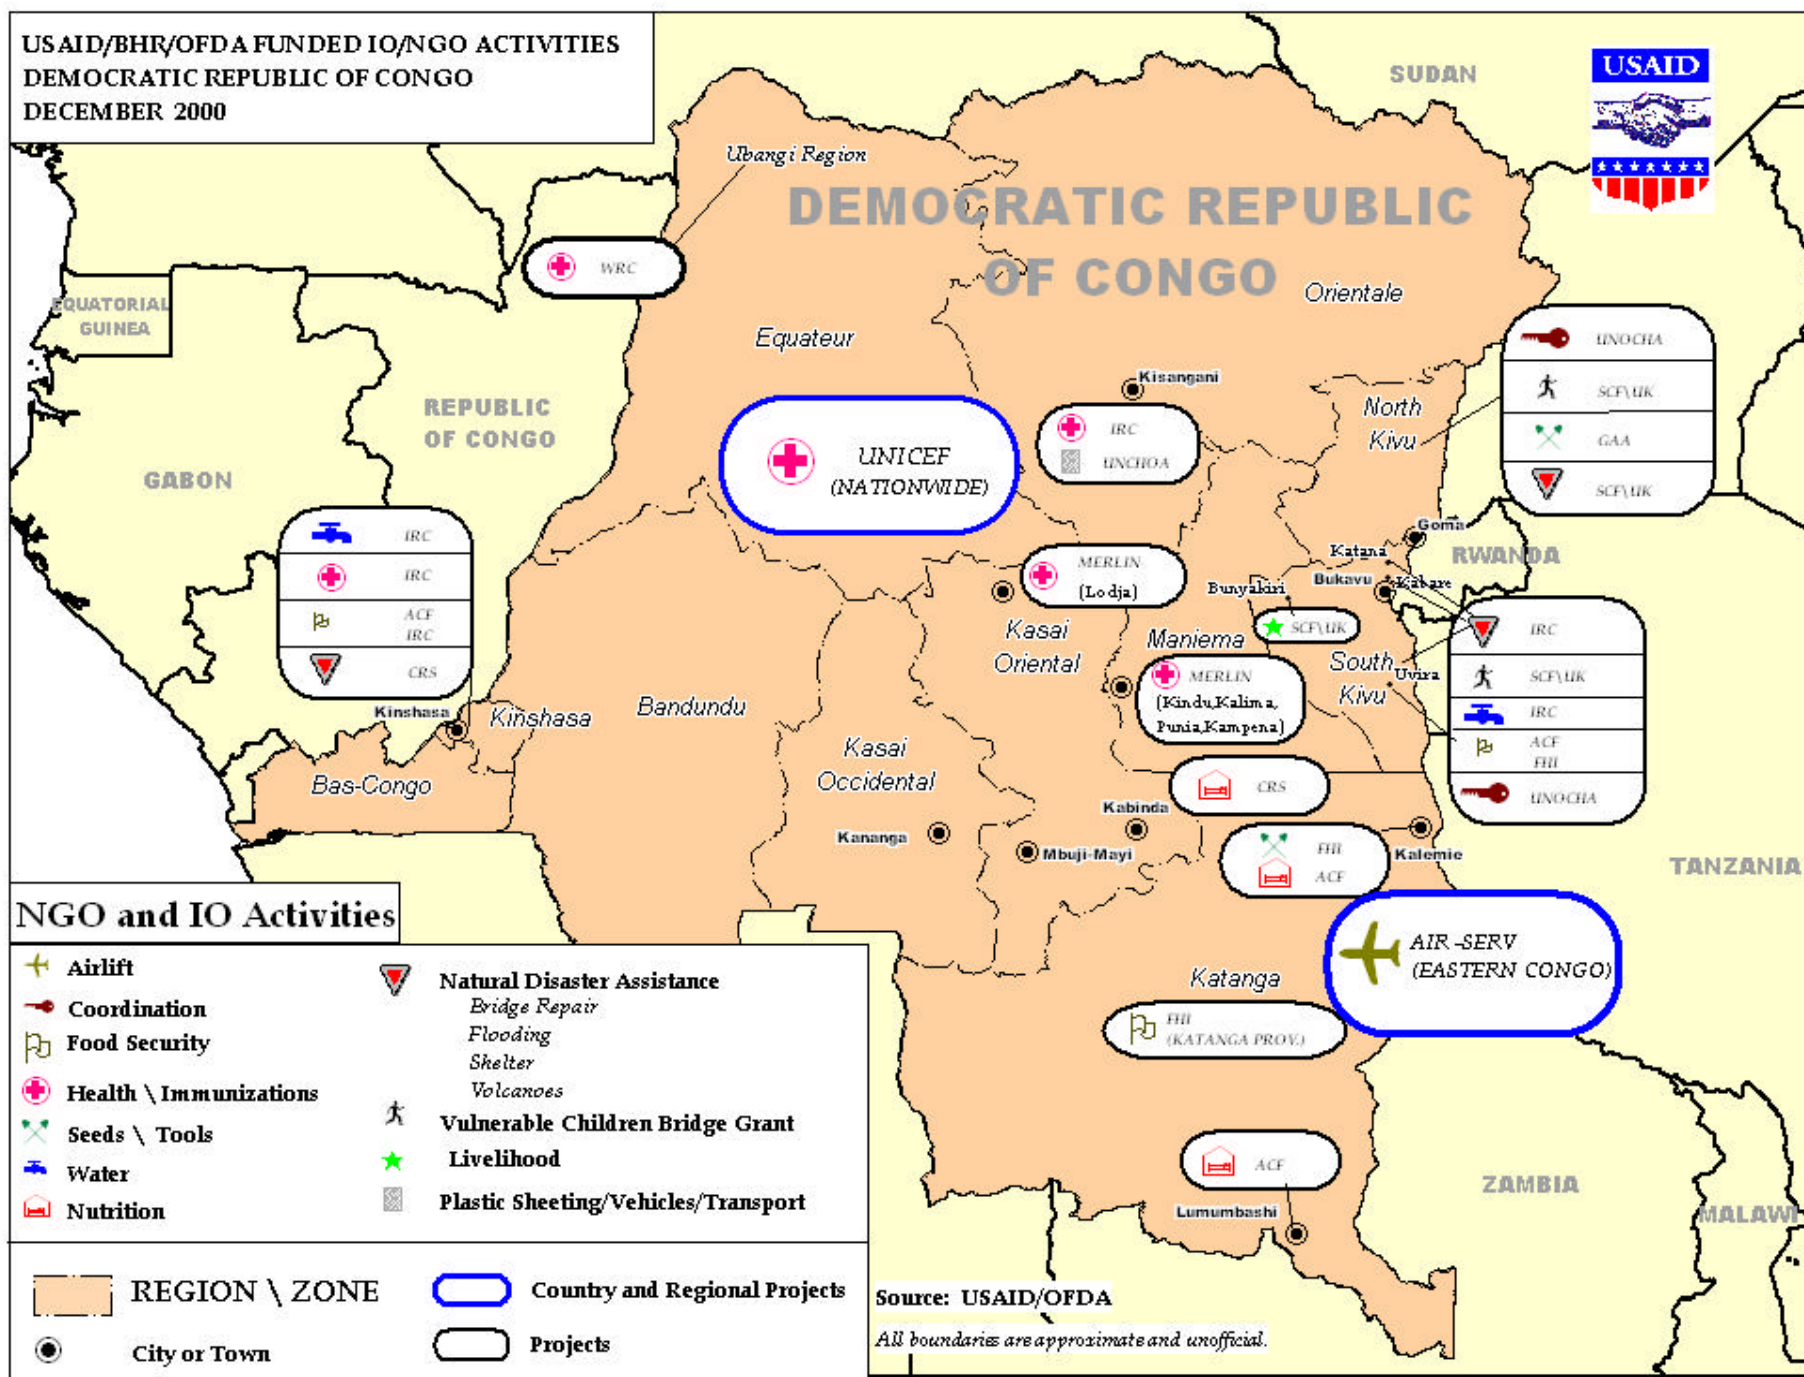 USAID/BHR/OFDA FUNDED IO/NGO ACTIVITIES
DEMOCRATIC REPUBLIC OF CONGO
DECEMBER 2000
USAID
SUDAN
Ubangi Region
DEMOCRATIC REPUBLIC
OF CONGO
WRC
Orientale
EQUATORIAL
GUINEA
Equateur
UNOCHA
SCF\UK
GAA
SCF\UK
Kisangani
IRC
UNCHOA
North
Kivu
REPUBLIC
OF CONGO
GABON
UNICEF
(NATIONWIDE)
IRC
IRC
ACF
IRC
CRS
Goma
Katana
RWANDA
Bukavu
Kabare
Bunyakiri
MERLIN
(Lodja)
SCF\UK
Kasai
Oriental
Maniema
South
Kivu
Uvira
IRC
SCF\UK
IRC
ACF
FHI
UNOCHA
MERLIN
(Kindu,Kalima,
Punia,Kampena)
Kinshasa
Kinshasa
Bandundu
Bas-Congo
Kasai
Occidental
CRS
Kabinda
Kananga
Mbuji-Mayi
FHI
ACF
Kalemie
TANZANIA
AIR-SERV
(EASTERN CONGO)
Katanga
FHI
(KATANGA PROV.)
ACF
Lumumbashi
ZAMBIA
MALAWI
NGO and IO Activities
Airlift
Coordination
Food Security
Health \ Immunizations
Seeds \ Tools
Water
Nutrition
Natural Disaster Assistance
Bridge Repair
Flooding
Shelter
Volcanoes
Vulnerable Children Bridge Grant
Livelihood
Plastic Sheeting/Vehicles/Transport
REGION \ ZONE
City or Town
Country and Regional Projects
Projects
Source: USAID/OFDA
All boundaries are approximate and unofficial.